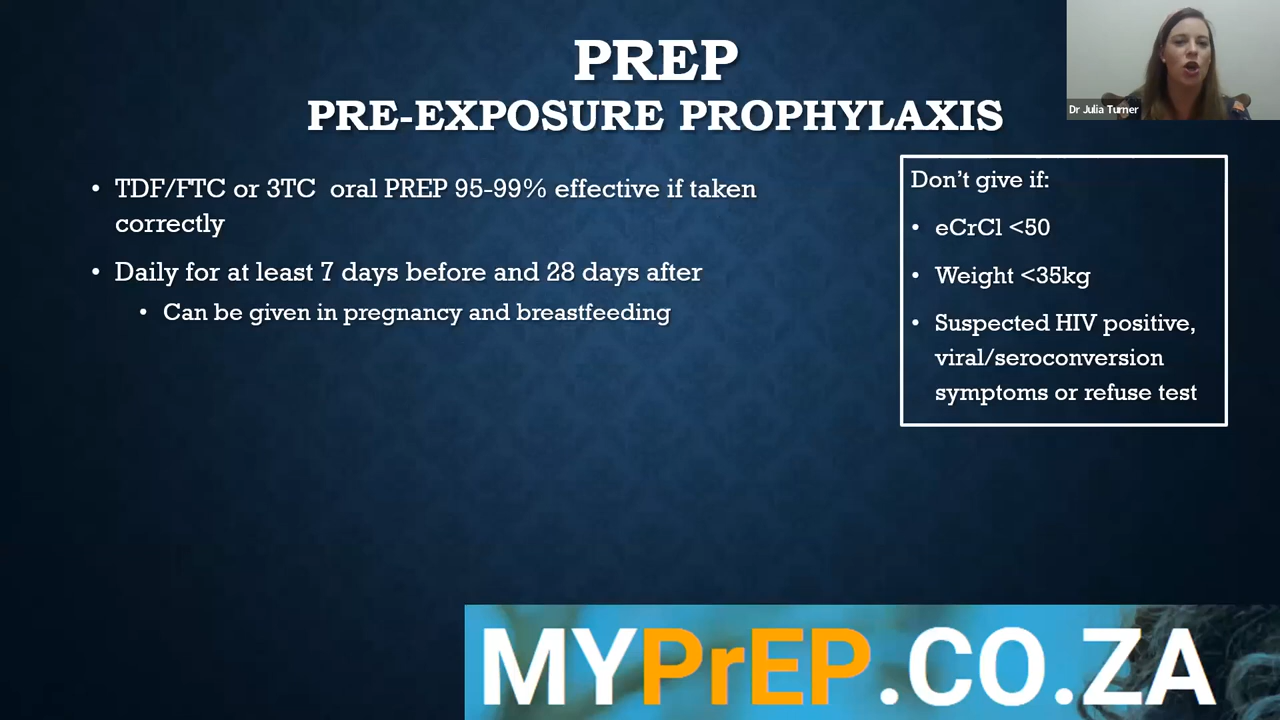 PREP
PRE-EXPOSURE PROPHYLAXIS
Dr Julia Turner
• TDF/FTC or 3TC oral PREP 95-99% effective if taken
correctly
• Daily for at least 7 days before and 28 days after
• Can be given in pregnancy and breastfeeding
Don’t give if:
• eCrCl <50
• Weight <35kg
• Suspected HIV positive,
viral/seroconversion
symptoms or refuse test
MYPrEP.CO.ZA